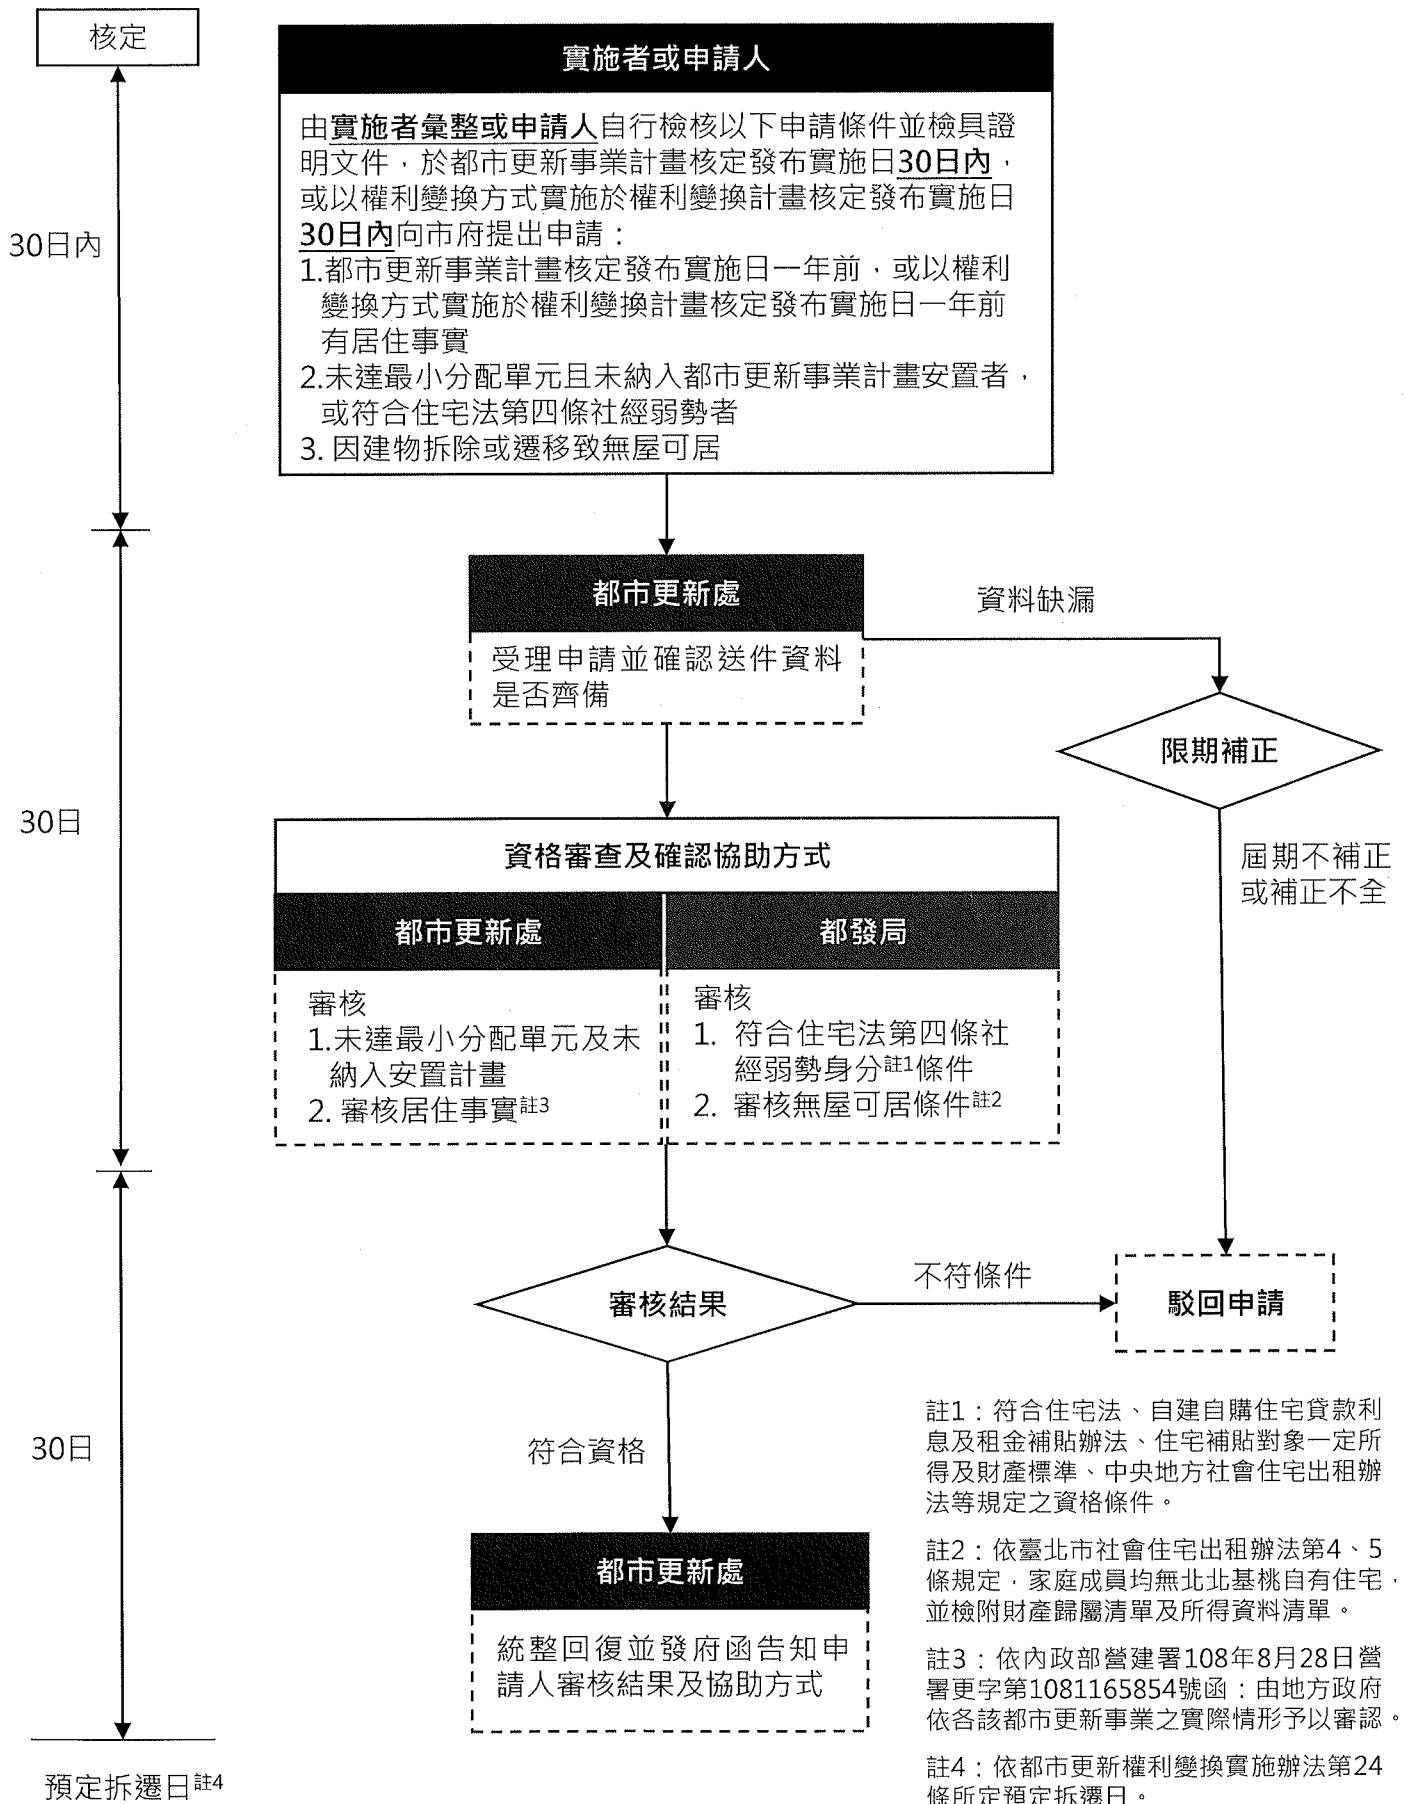 核定
實施者或申請人
由實施者彙整或申請人自行檢核以下申請條件並檢具證
明文件，於都市更新事業計畫核定發布實施日30日內，
或以權利變換方式實施於權利變換計畫核定發布實施日
30日內向市府提出申請：
1.都市更新事業計畫核定發布實施日一年前，或以權利
變換方式實施於權利變換計畫核定發布實施日一年前
有居住事實
2.未達最小分配單元且未納入都市更新事業計畫安置者，
或符合住宅法第四條社經弱勢者
3. 因建物拆除或遷移致無屋可居
30日內
都市更新處
受理申請並確認送件資料
是否齊備
資料缺漏
限期補正
屆期不補正
或補正不全
30日
資格審查及確認協助方式
都市更新處
審核
1.未達最小分配單元及未
納入安置計畫
2. 審核居住事實註3
都發局
審核
1. 符合住宅法第四條社
經弱勢身分註1條件
2. 審核無屋可居條件註2
審核結果
不符條件
駁回申請
符合資格
30日
都市更新處
統整回復並發府函告知申
請人審核結果及協助方式
預定拆遷日註4
註1：符合住宅法、自建自購住宅貸款利
息及租金補貼辦法、住宅補貼對象一定所
得及財產標準、中央地方社會住宅出租辦
法等規定之資格條件。
註2：依臺北市社會住宅出租辦法第4、5
條規定，家庭成員均無北北基桃自有住宅，
並檢附財產歸屬清單及所得資料清單。
註3：依內政部營建署108年8月28日營
署更字第1081165854號函：由地方政府
依各該都市更新事業之實際情形予以審認。
註4：依都市更新權利變換實施辦法第24
條所定預定拆遷日。